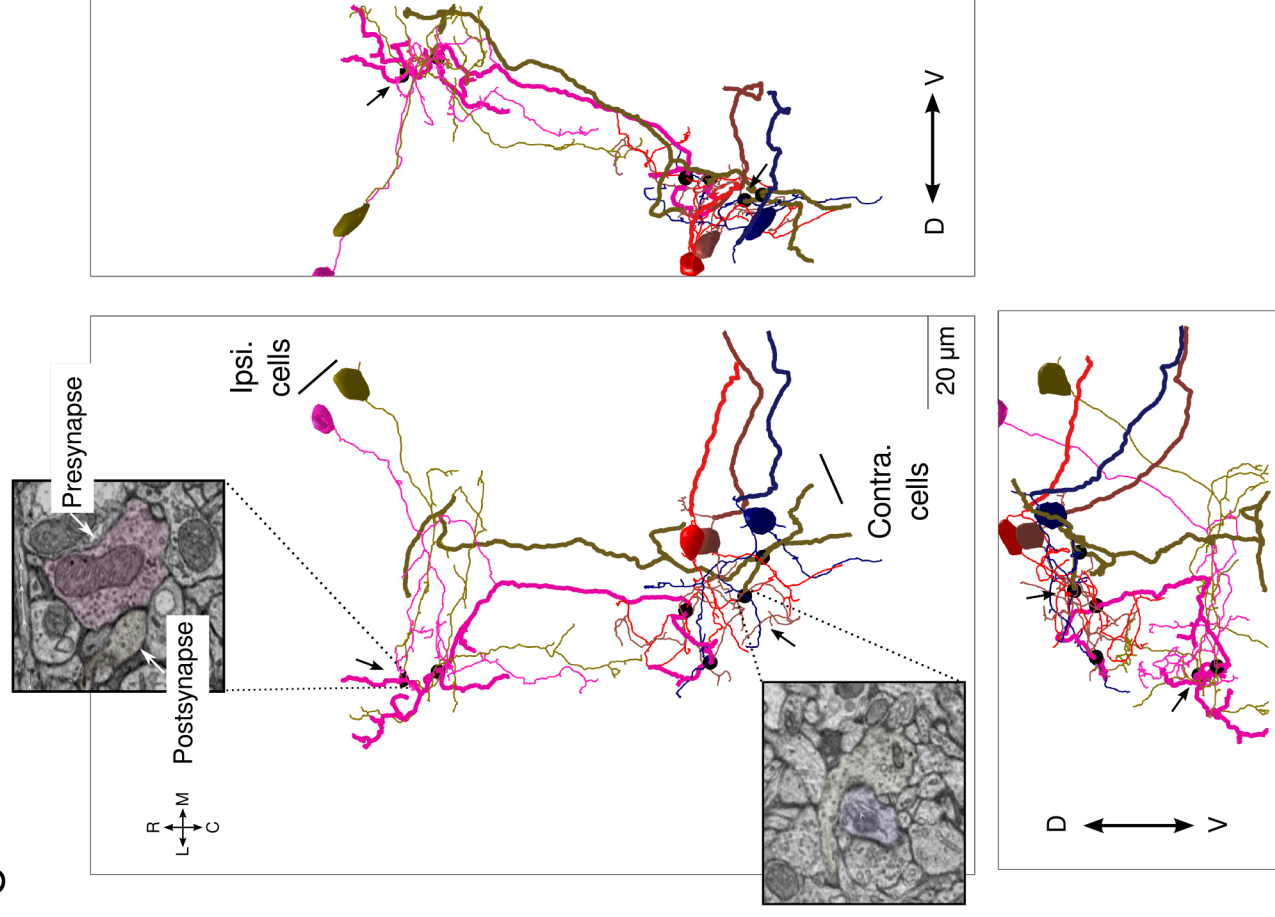 V
D
Ipsi.
cells
20 µm
Presynapse
Postsynapse
Contra.
cells
R
L
M
C
D
V